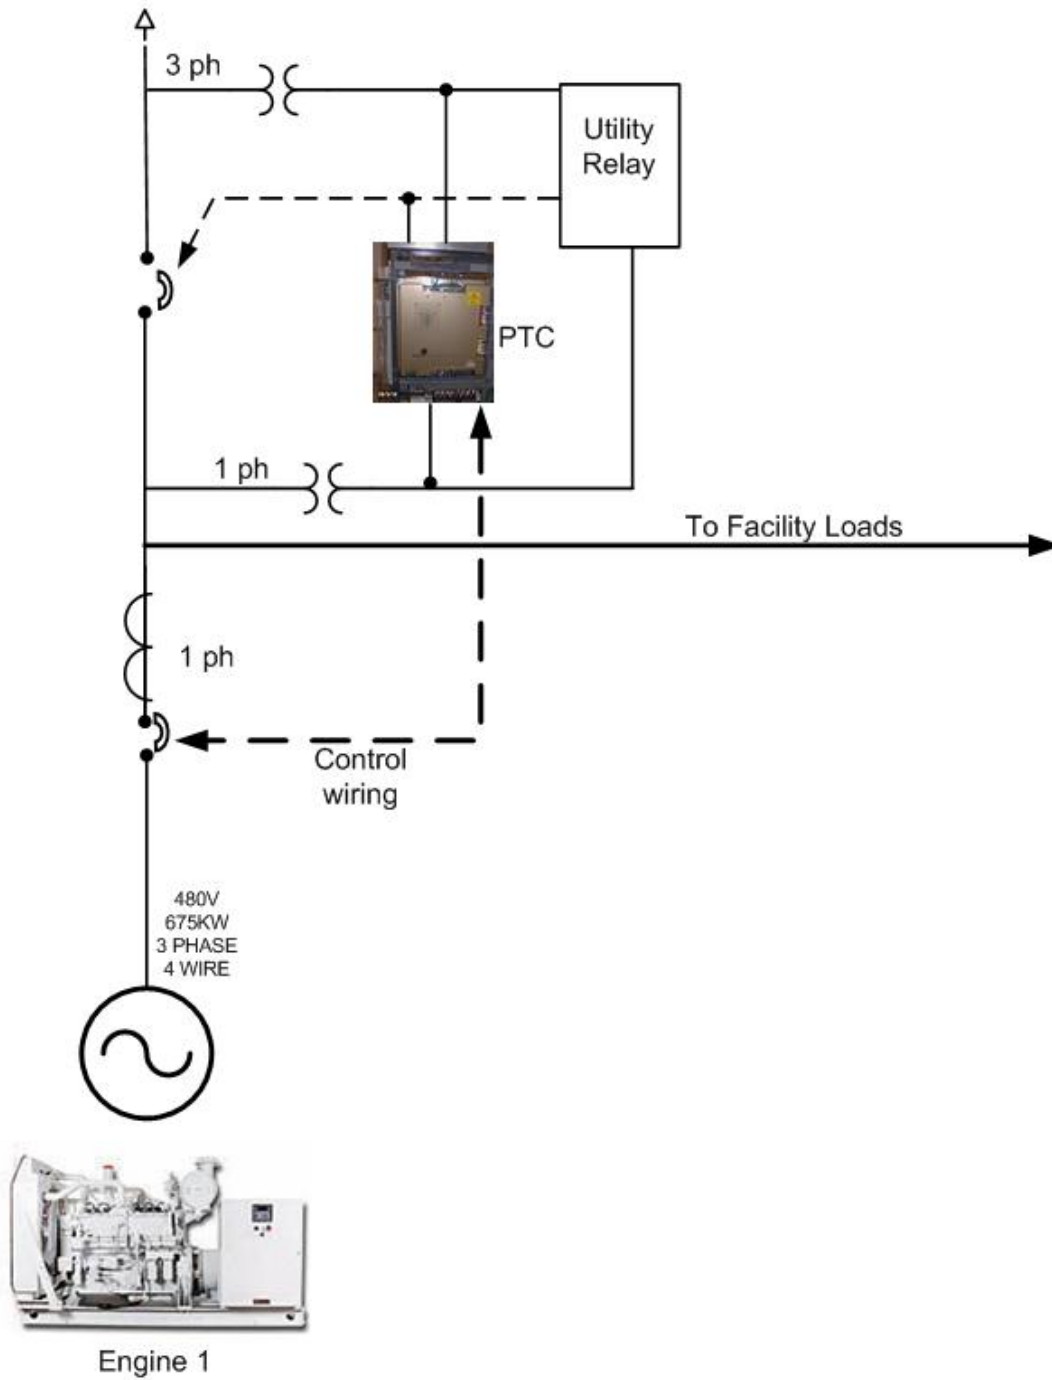 3 ph
Utility
Relay
PTC
1 ph
To Facility Loads
1 ph
Control
wiring
480V
675KW
3 PHASE
4 WIRE
Engine 1